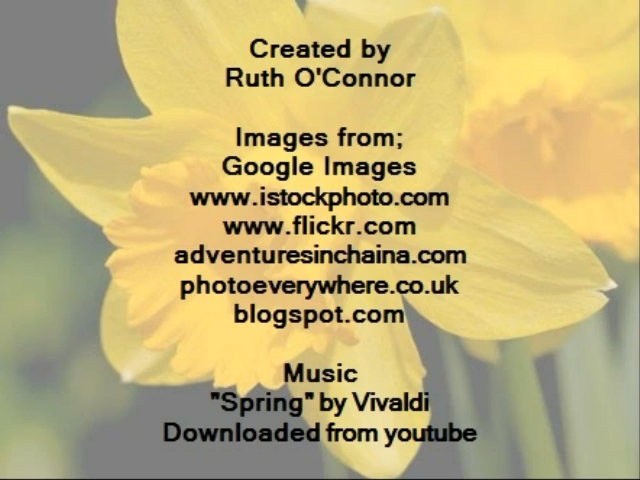 Created by
Ruth O'Connor
Images from;
Google Images
www.istockphoto.com
www.flickr.com
adventuresinchaina.com
photoeverywhere.co.uk
blogspot.com
Music
"Spring" by Vivaldi
Downloaded from youtube